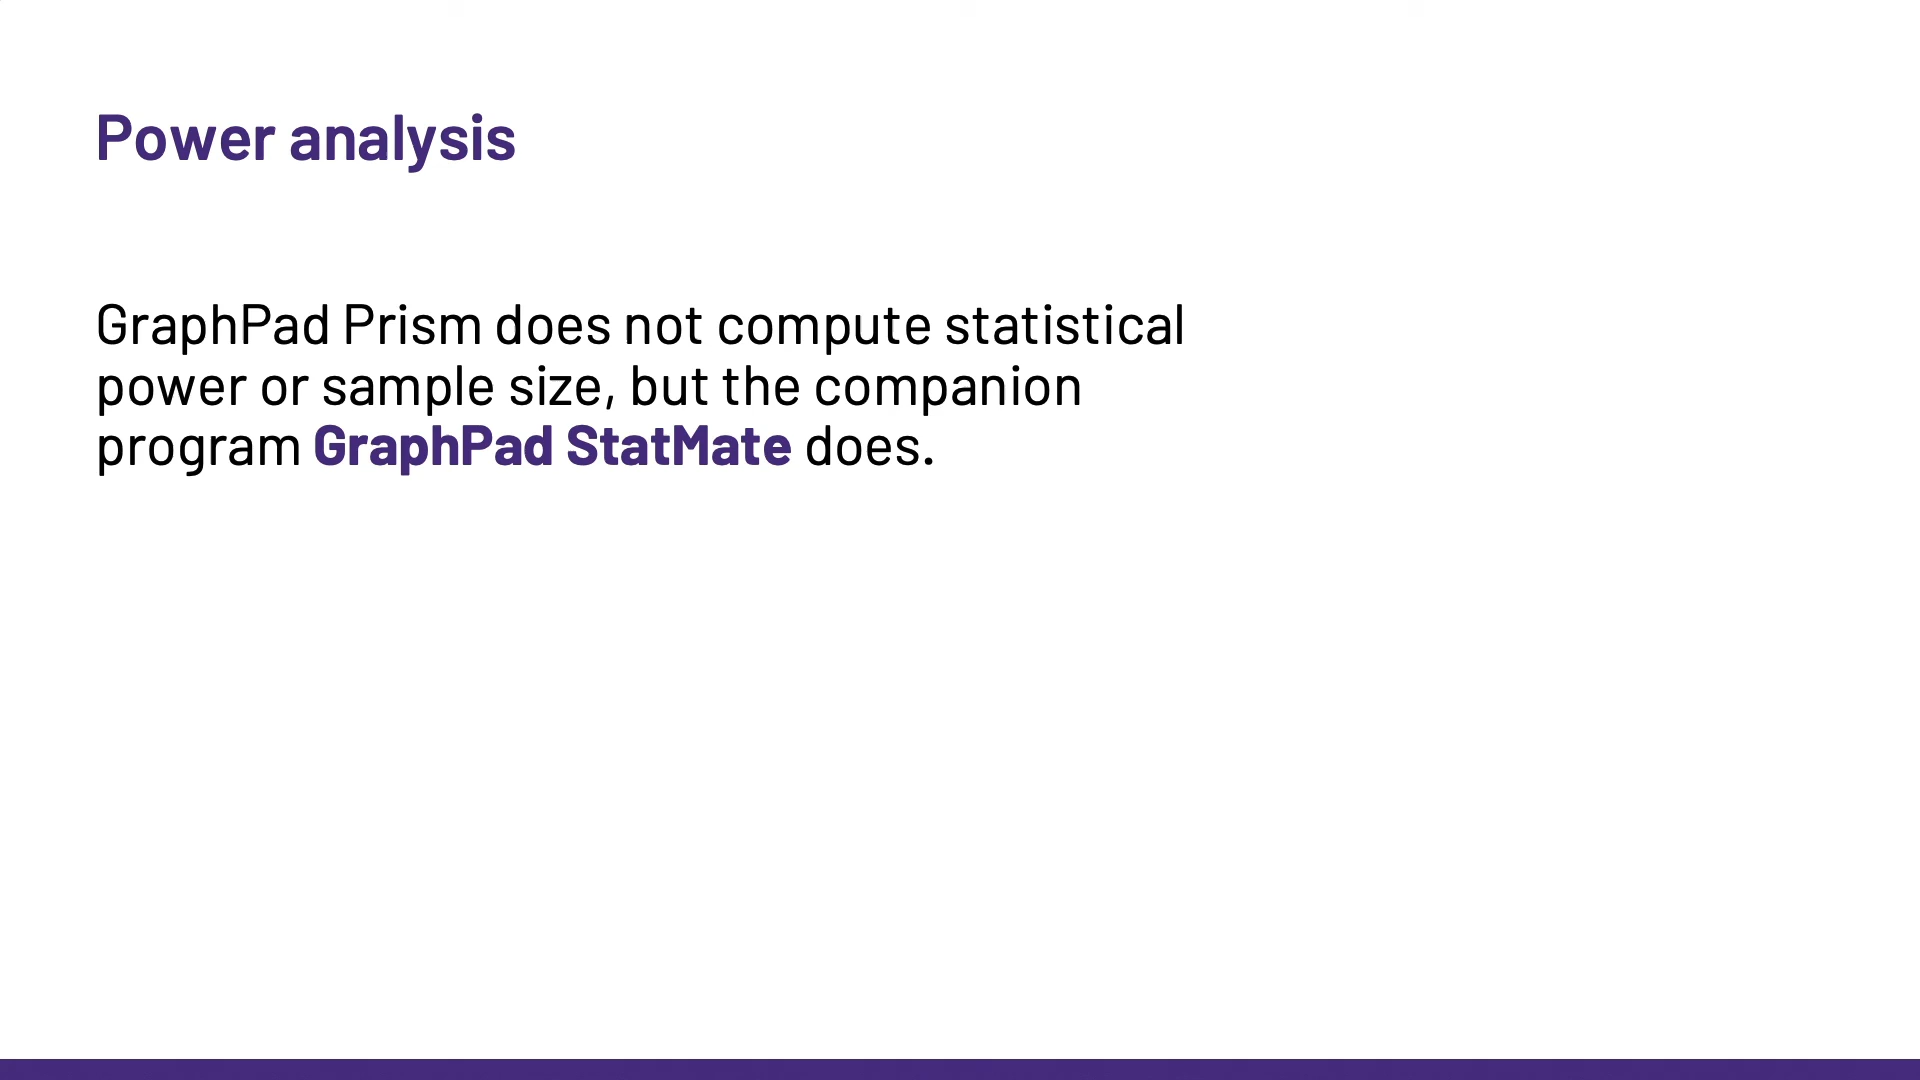 Power analysis
GraphPad Prism does not compute statistical
power or sample size, but the companion
program GraphPad StatMate does.